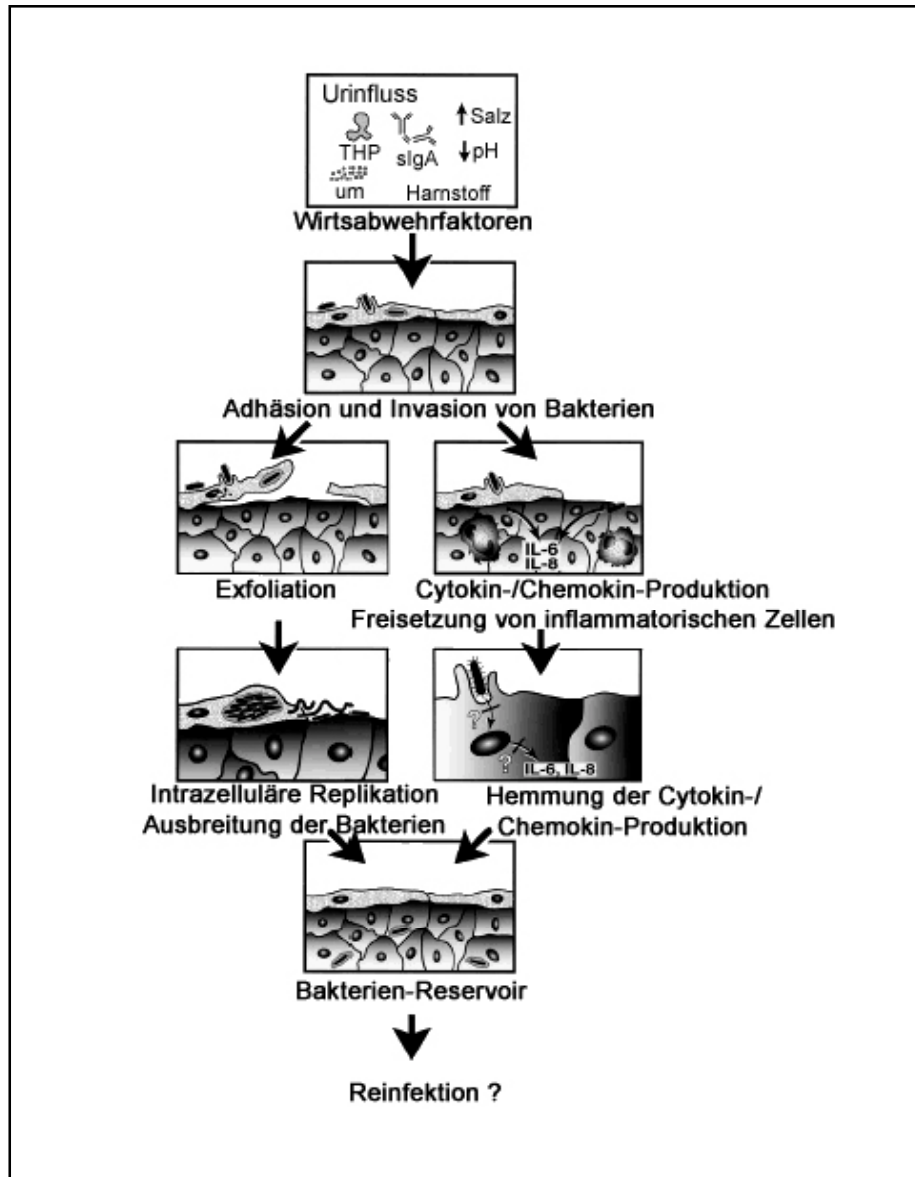 Urinfluss
THP
sIgA
↑Salz
↓pH
um
Harnstoff
Wirtsabwehrfaktoren
Adhäsion und Invasion von Bakterien
IL-6
IL-8
Exfoliation
Cytokin-/Chemokin-Produktion
Freisetzung von inflammatorischen Zellen
?
?
IL-6, IL-8
Intrazelluläre Replikation
Ausbreitung der Bakterien
Hemmung der Cytokin-/
Chemokin-Produktion
Bakterien-Reservoir
Reinfektion ?